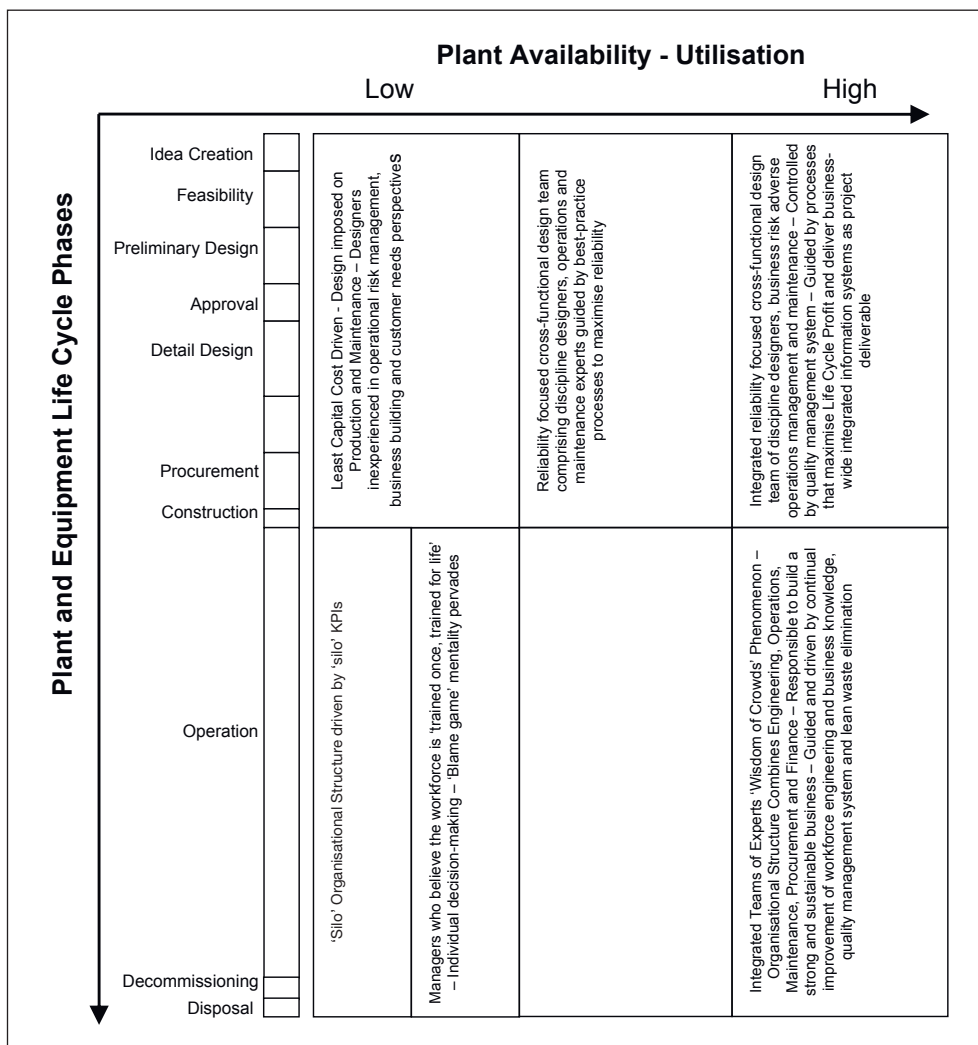 Plant Availability - Utilisation
Low
High
Plant and Equipment Life Cycle Phases
Idea Creation
Feasibility
Preliminary Design
Approval
Detail Design
Procurement
Construction
Operation
Decommissioning
Disposal
Least Capital Cost Driven - Design imposed on
Production and Maintenance – Designers
inexperienced in operational risk management,
business building and customer needs perspectives
Reliability focused cross-functional design team
comprising discipline designers, operations and
maintenance experts guided by best-practice
processes to maximise reliability
Integrated reliability focused cross-functional design
team of discipline designers, business risk adverse
operations management and maintenance – Controlled
by quality management system – Guided by processes
that maximise Life Cycle Profit and deliver business-
wide integrated information systems as project
deliverable
'Silo' Organisational Structure driven by 'silo' KPIs
Managers who believe the workforce is 'trained once, trained for life'
– Individual decision-making – 'Blame game' mentality pervades
Integrated Teams of Experts 'Wisdom of Crowds' Phenomenon –
Organisational Structure Combines Engineering, Operations,
Maintenance, Procurement and Finance – Responsible to build a
strong and sustainable business – Guided and driven by continual
improvement of workforce engineering and business knowledge,
quality management system and lean waste elimination